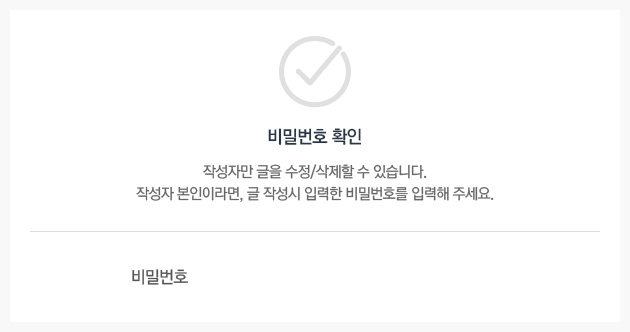 비밀번호 확인
작성자만 글을 수정/삭제할 수 있습니다.
작성자 본인이라면, 글 작성시 입력한 비밀번호를 입력해 주세요.
비밀번호